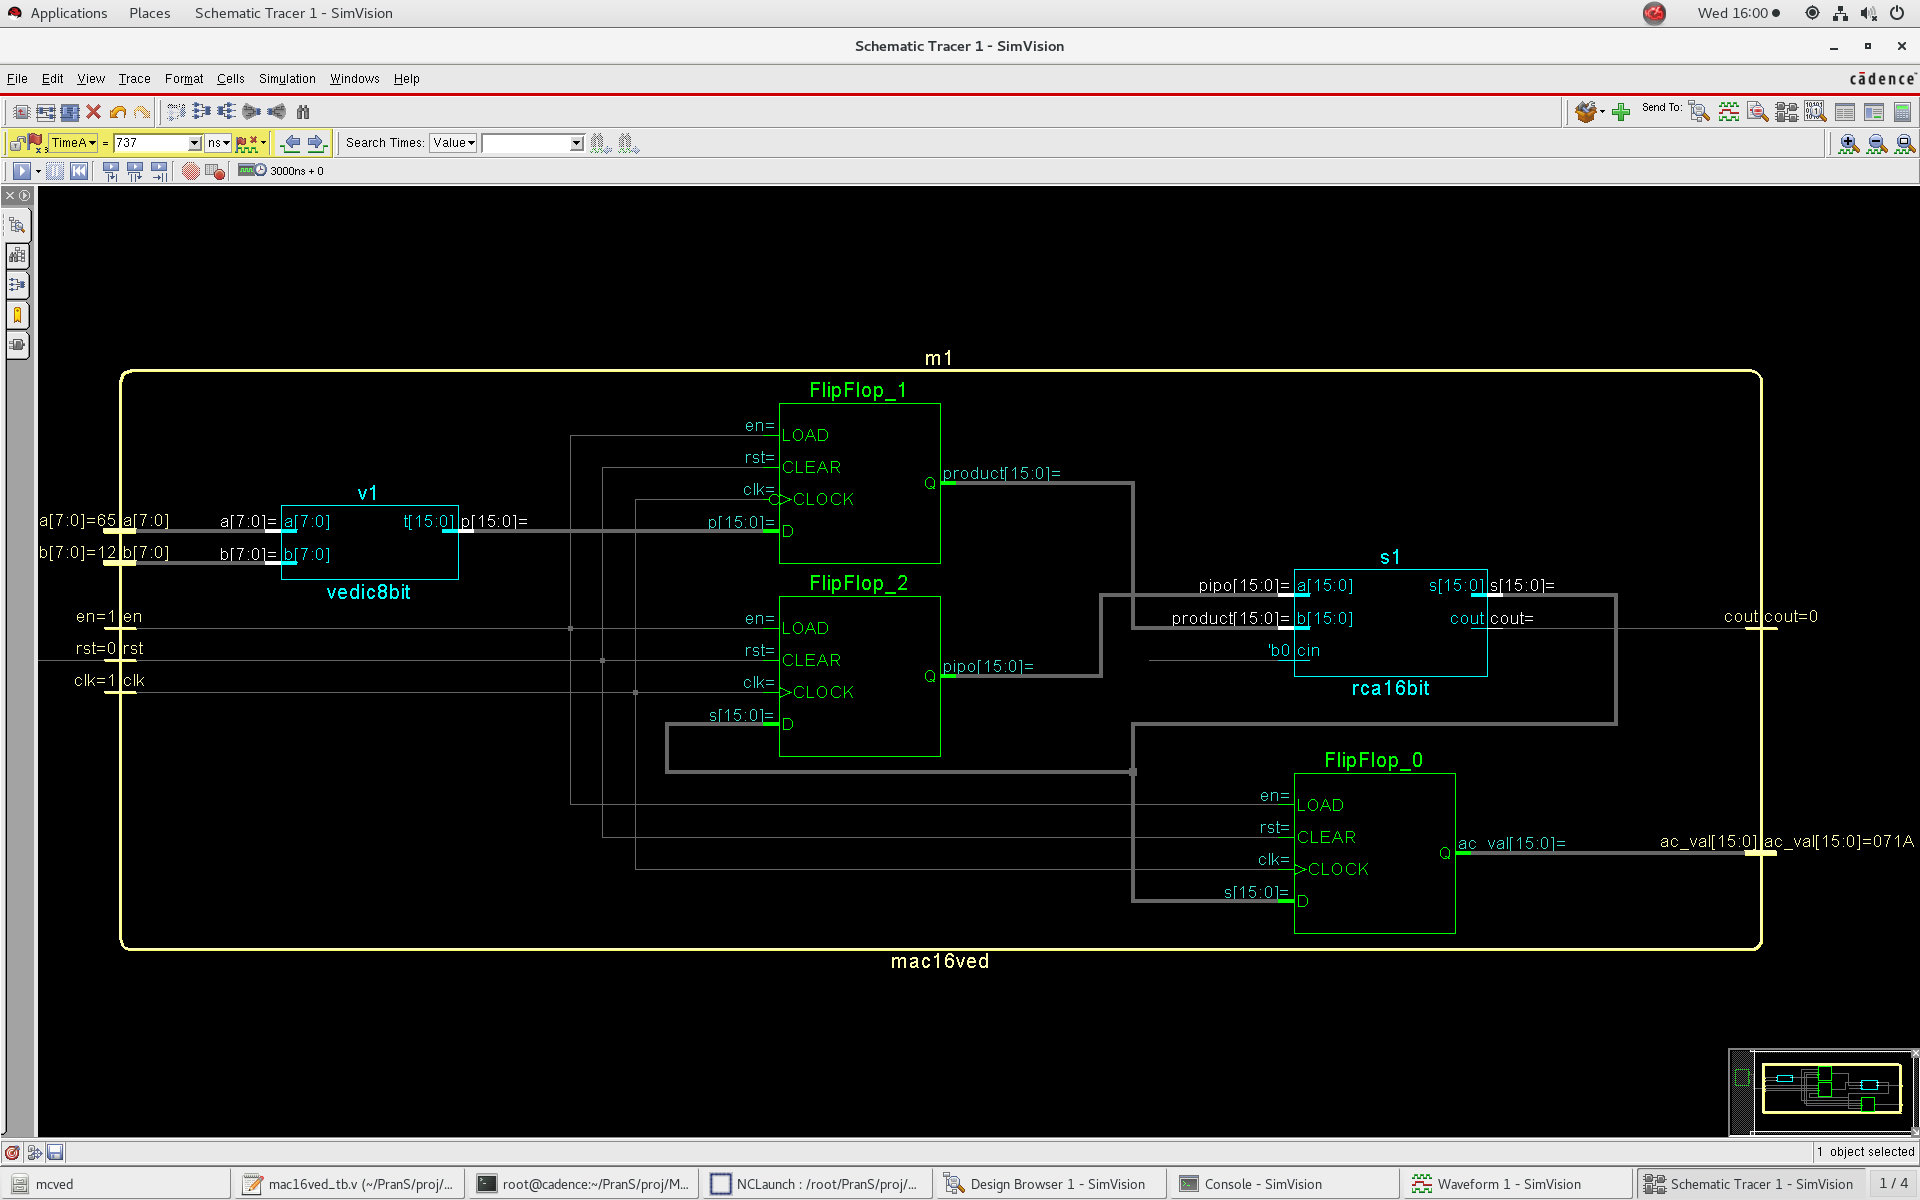 Applications Places Schematic Tracer 1 - SimVision Wed 16:00
Schematic Tracer 1 - SimVision
File Edit View Trace Format Cells Simulation Windows Help cādence
Send To:
TimeA = 737 ns Search Times: Value
3000ns + 0
m1
FlipFlop_1
en= LOAD
rst= CLEAR
product[15:0]=
Q
clk= CLOCK
v1
a[7:0]=65 a[7:0] a[7:0]= a[7:0] t[15:0] p[15:0]= p[15:0]= D
b[7:0]=12 b[7:0] b[7:0]= b[7:0]
vedic8bit
FlipFlop_2
s1
pipo[15:0]= a[15:0] s[15:0] s[15:0]=
en=1 en en= LOAD product[15:0]= b[15:0] cout cout= cout cout=0
rst=0 rst rst= CLEAR 'b0 cin
pipo[15:0]=
Q
clk=1 clk clk= CLOCK rca16bit
s[15:0]= D
FlipFlop_0
en= LOAD
rst= CLEAR
ac_val[15:0]= ac_val[15:0] ac_val[15:0]=071A
Q
clk= CLOCK
s[15:0]= D
mac16ved
1 object selected
mcved mac16ved_tb.v (~/PranS/proj/... root@cadence:~/PranS/proj/M... NCLaunch : /root/PranS/proj/... Design Browser 1 - SimVision Console - SimVision Waveform 1 - SimVision Schematic Tracer 1 - SimVision 1 / 4